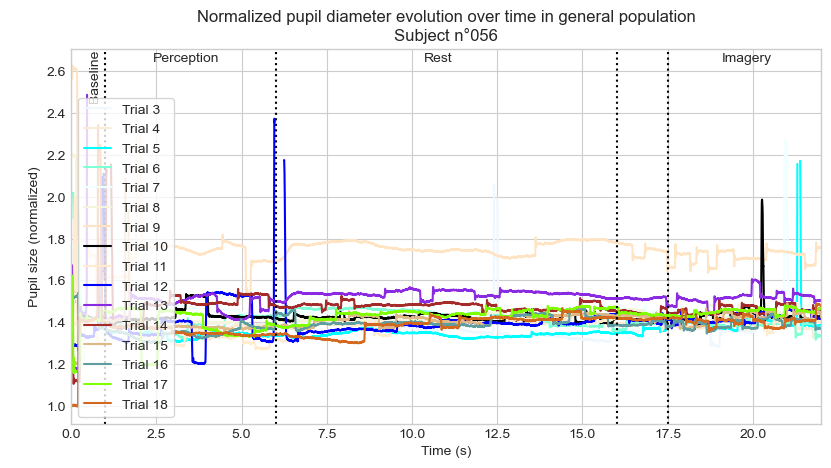 Normalized pupil diameter evolution over time in general population
Subject n°056
Baseline
Perception
Rest
Imagery
Pupil size (normalized)
2.6
2.4
2.2
2.0
1.8
1.6
1.4
1.2
1.0
Trial 3
Trial 4
Trial 5
Trial 6
Trial 7
Trial 8
Trial 9
Trial 10
Trial 11
Trial 12
Trial 13
Trial 14
Trial 15
Trial 16
Trial 17
Trial 18
0.0
2.5
5.0
7.5
10.0
12.5
15.0
17.5
20.0
Time (s)